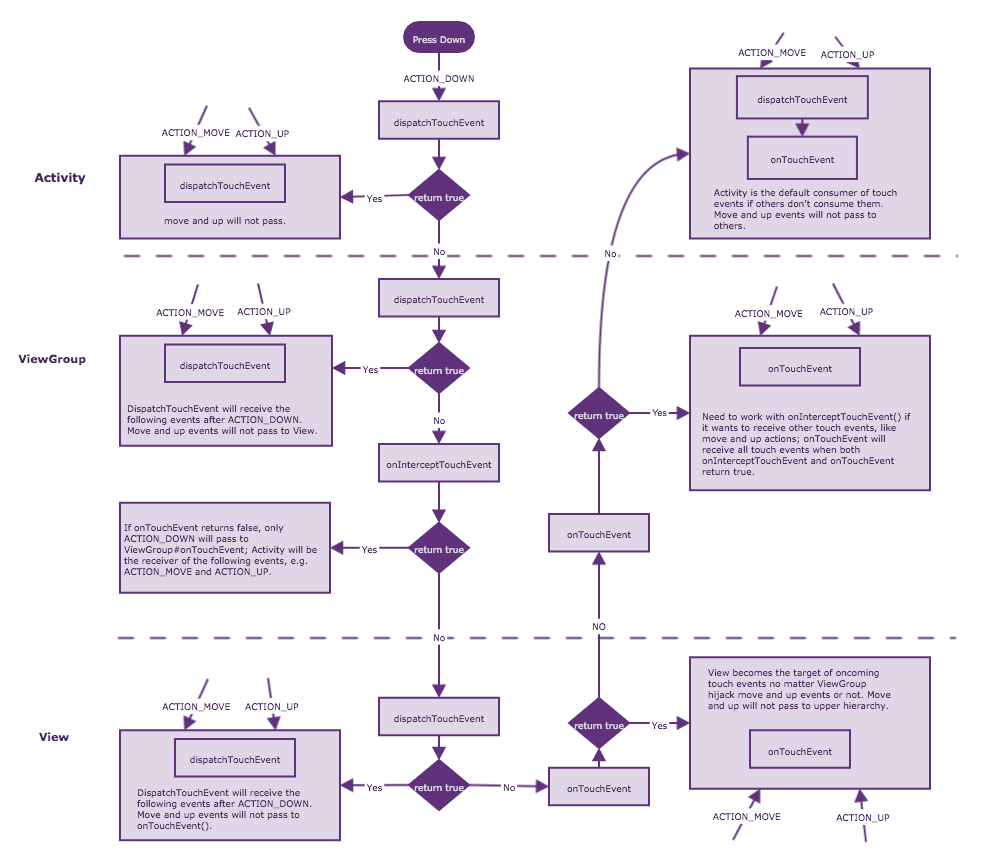 Press Down
ACTION_DOWN
dispatchTouchEvent
return true
Yes
No
ACTION_MOVE
ACTION_UP
dispatchTouchEvent
move and up will not pass.
Activity
ACTION_MOVE
ACTION_UP
dispatchTouchEvent
onTouchEvent
Activity is the default consumer of touch
events if others don't consume them.
Move and up events will not pass to
others.
No
ViewGroup
dispatchTouchEvent
return true
Yes
No
ACTION_MOVE
ACTION_UP
dispatchTouchEvent
DispatchTouchEvent will receive the
following events after ACTION_DOWN.
Move and up events will not pass to View.
onInterceptTouchEvent
return true
Yes
No
If onTouchEvent returns false, only
ACTION_DOWN will pass to
ViewGroup#onTouchEvent; Activity will be
the receiver of the following events, e.g.
ACTION_MOVE and ACTION_UP.
return true
Yes
ACTION_MOVE
ACTION_UP
onTouchEvent
Need to work with onInterceptTouchEvent() if
it wants to receive other touch events, like
move and up actions; onTouchEvent will
receive all touch events when both
onInterceptTouchEvent and onTouchEvent
return true.
onTouchEvent
NO
View
dispatchTouchEvent
return true
Yes
No
ACTION_MOVE
ACTION_UP
dispatchTouchEvent
DispatchTouchEvent will receive the
following events after ACTION_DOWN.
Move and up events will not pass to
onTouchEvent().
onTouchEvent
return true
Yes
View becomes the target of oncoming
touch events no matter ViewGroup
hijack move and up events or not. Move
and up will not pass to upper hierarchy.
onTouchEvent
ACTION_MOVE
ACTION_UP